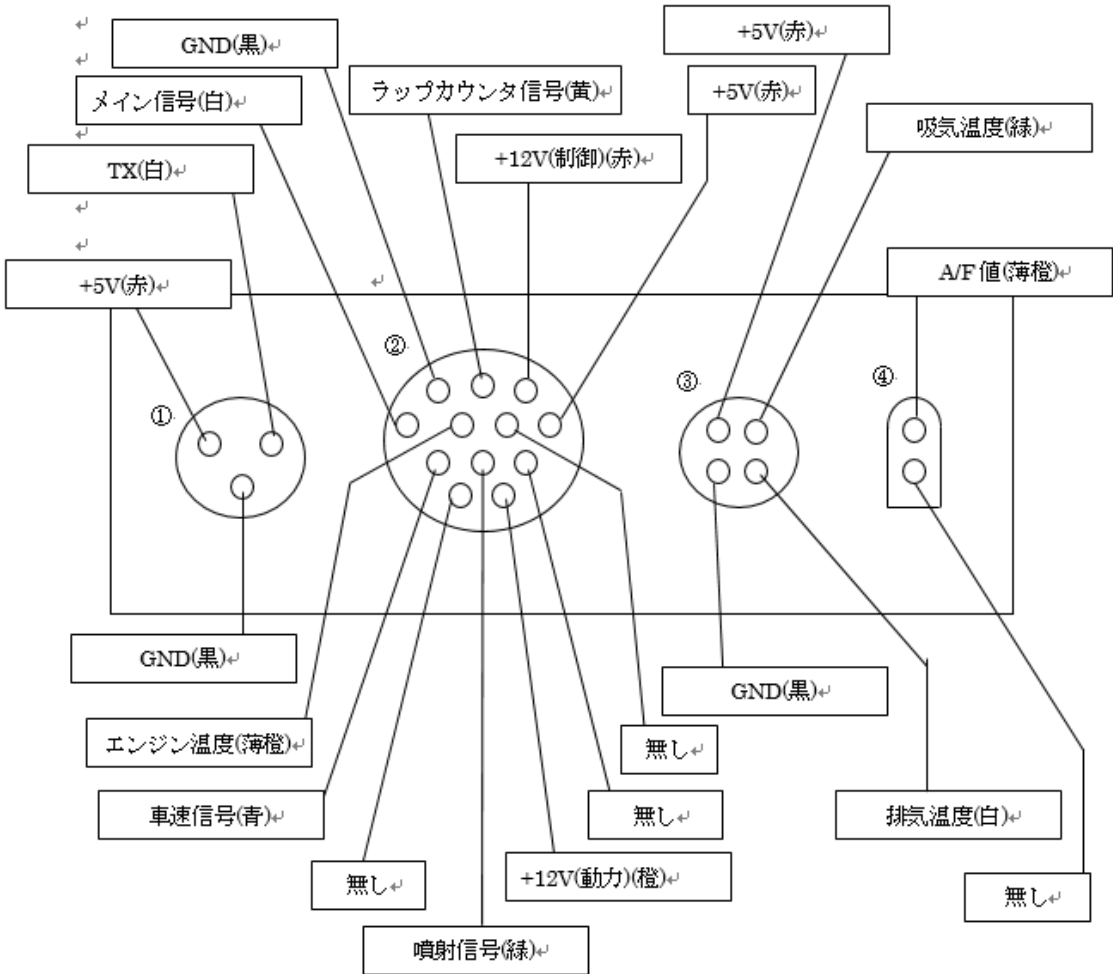 +5V(赤)
GND(黒)
ラップカウンタ信号(黄)
+5V(赤)
メイン信号(白)
吸気温度(緑)
+12V(制御)(赤)
TX(白)
A/F 値(薄橙)
+5V(赤)
②
③
④
①
GND(黒)
GND(黒)
エンジン温度(薄橙)
無し
車速信号(青)
無し
排気温度(白)
無し
+12V(動力)(橙)
無し
噴射信号(緑)